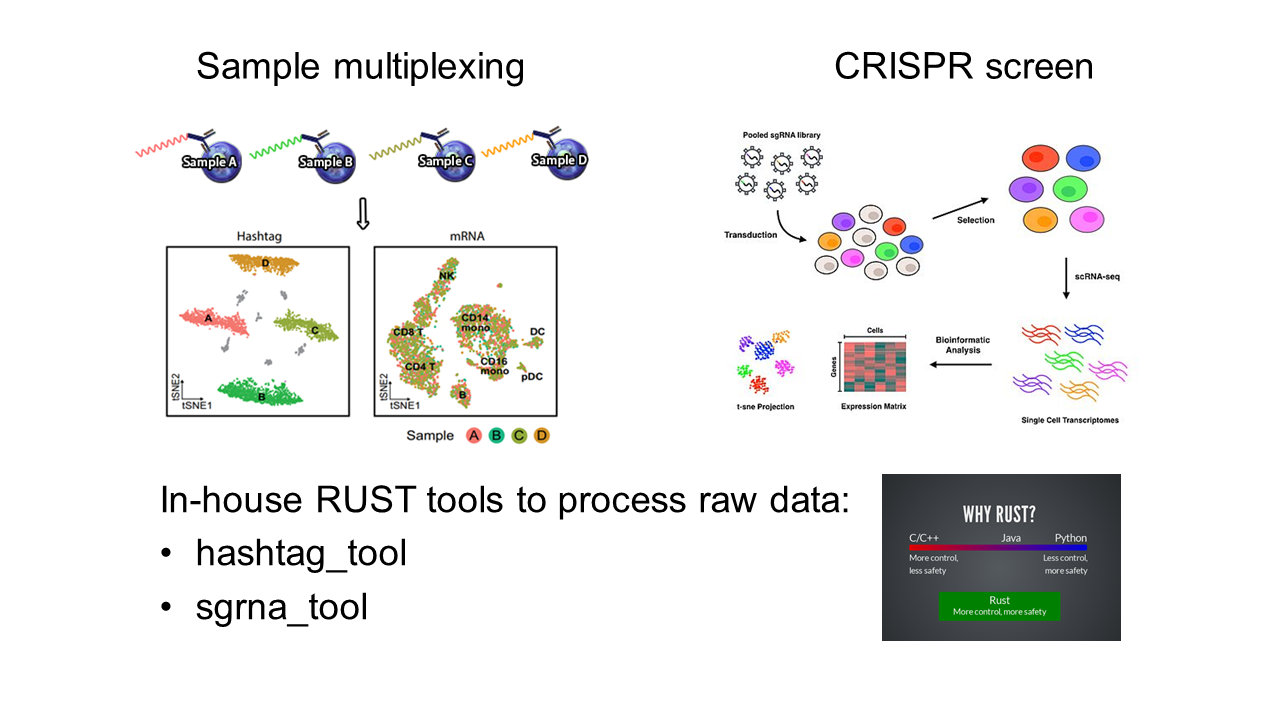 Sample multiplexing
Sample A
Sample B
Sample C
Sample D
Hashtag
D
A
C
B
tSNE2
tSNE1
mRNA
NK
CD14
mono
CD8 T
CD4 T
CD16
mono
DC
pDC
B
tSNE2
tSNE1
Sample A B C D
CRISPR screen
Pooled sgRNA library
Transduction
Selection
scRNA-seq
Single Cell Transcriptomes
Bioinformatic
Analysis
Cells
Genes
Expression Matrix
t-sne Projection
In-house RUST tools to process raw data:
• hashtag_tool
• sgrna_tool
WHY RUST?
C/C++ Java Python
More control,
less safety
Less control,
more safety
Rust
More control, more safety